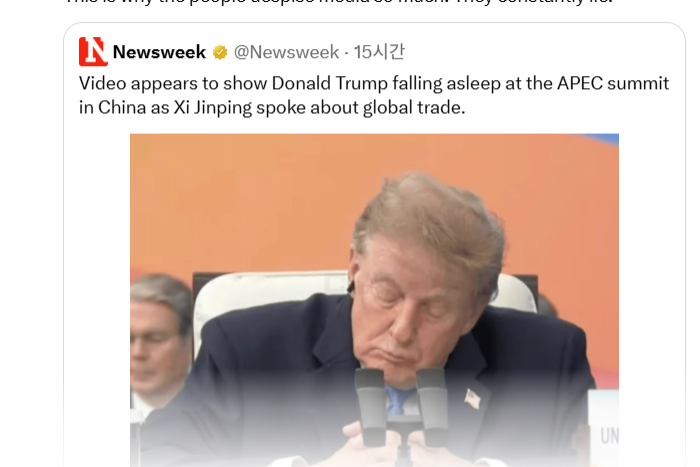 This is why the people despise media so much. They constantly lie.
Newsweek @Newsweek · 15시간
Video appears to show Donald Trump falling asleep at the APEC summit
in China as Xi Jinping spoke about global trade.
UN